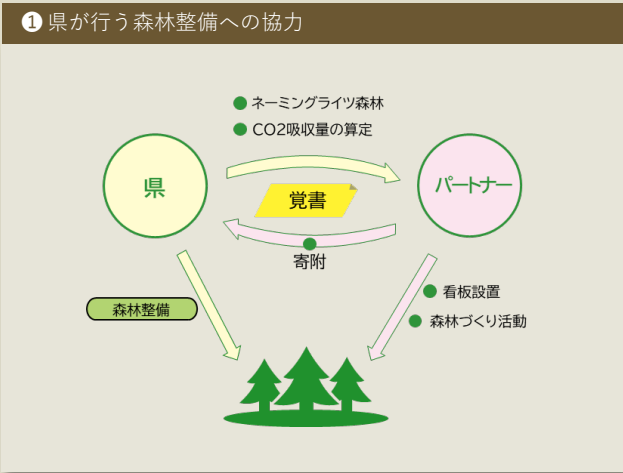 ❶県が行う森林整備への協力
●ネーミングライツ森林
●CO2吸収量の算定
県
パートナー
覚書
寄附
森林整備
●看板設置
●森林づくり活動